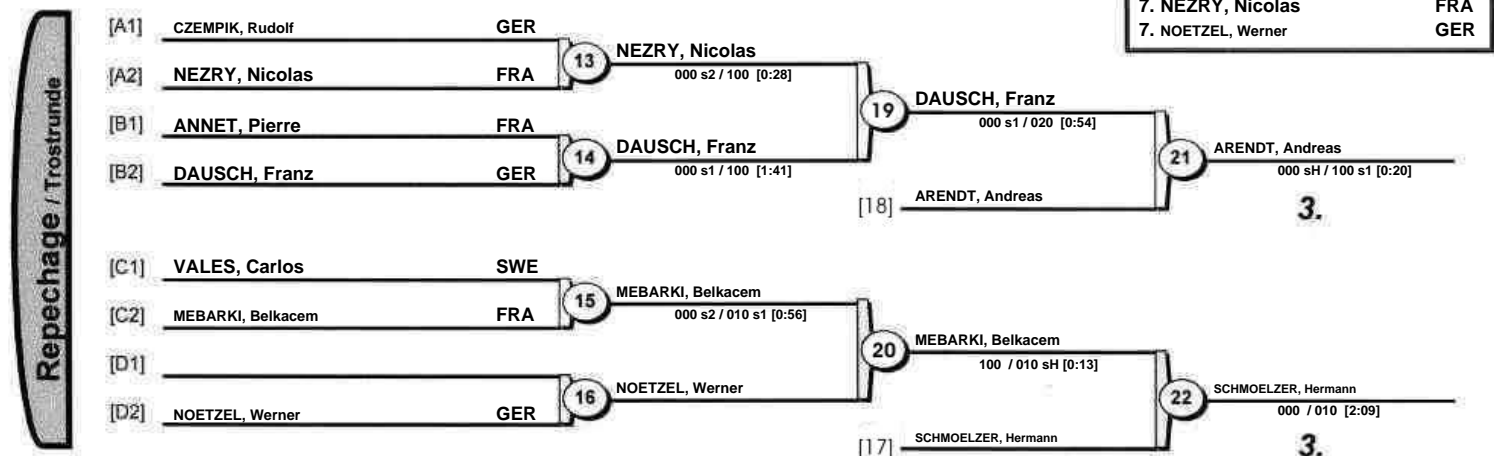 7. NEZRY, Nicolas FRA
7. NOETZEL, Werner GER
Repechage / Trostrunde
[A1] CZEMPIK, Rudolf GER
[A2] NEZRY, Nicolas FRA
13 NEZRY, Nicolas
000 s2 / 100 [0:28]
[B1] ANNET, Pierre FRA
[B2] DAUSCH, Franz GER
14 DAUSCH, Franz
000 s1 / 100 [1:41]
19 DAUSCH, Franz
000 s1 / 020 [0:54]
[18] ARENDT, Andreas
21 ARENDT, Andreas
000 sH / 100 s1 [0:20]
3.
[C1] VALES, Carlos SWE
[C2] MEBARKI, Belkacem FRA
15 MEBARKI, Belkacem
000 s2 / 010 s1 [0:56]
[D1]
[D2] NOETZEL, Werner GER
16 NOETZEL, Werner
20 MEBARKI, Belkacem
100 / 010 sH [0:13]
[17] SCHMOELZER, Hermann
22 SCHMOELZER, Hermann
000 / 010 [2:09]
3.